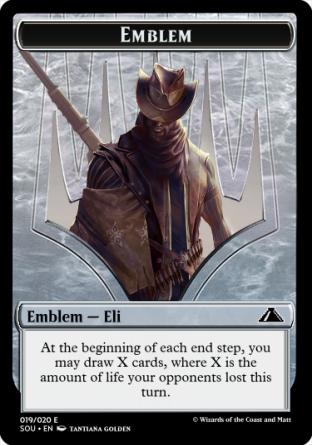 EMBLEM
Emblem — Eli
At the beginning of each end step, you
may draw X cards, where X is the
amount of life your opponents lost this
turn.
019/020 E
SOU • EN TANTIANA GOLDEN
© Wizards of the Coast and Matt